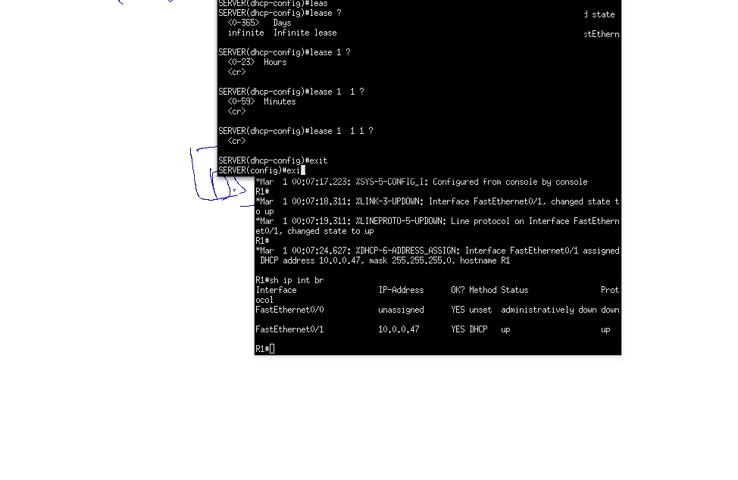 SERVER(dhcp-config)#leas
SERVER(dhcp-config)#lease ?
<0-365> Days
infinite Infinite lease
d state
stEthern
SERVER(dhcp-config)#lease 1 ?
<0-23> Hours
<cr>
SERVER(dhcp-config)#lease 1 1 ?
<0-59> Minutes
<cr>
SERVER(dhcp-config)#lease 1 1 1 ?
<cr>
SERVER(dhcp-config)#exit
SERVER(config)#exi
*Mar 1 00:07:17.223: %SYS-5-CONFIG_I: Configured from console by console
R1#
*Mar 1 00:07:18.311: %LINK-3-UPDOWN: Interface FastEthernet0/1, changed state t
o up
*Mar 1 00:07:19.311: %LINEPROTO-5-UPDOWN: Line protocol on Interface FastEthern
et0/1, changed state to up
R1#
*Mar 1 00:07:24.627: %DHCP-6-ADDRESS_ASSIGN: Interface FastEthernet0/1 assigned
DHCP address 10.0.0.47, mask 255.255.255.0, hostname R1
R1#sh ip int br
Interface IP-Address OK? Method Status Prot
ocol
FastEthernet0/0 unassigned YES unset administratively down down
FastEthernet0/1 10.0.0.47 YES DHCP up up
R1#